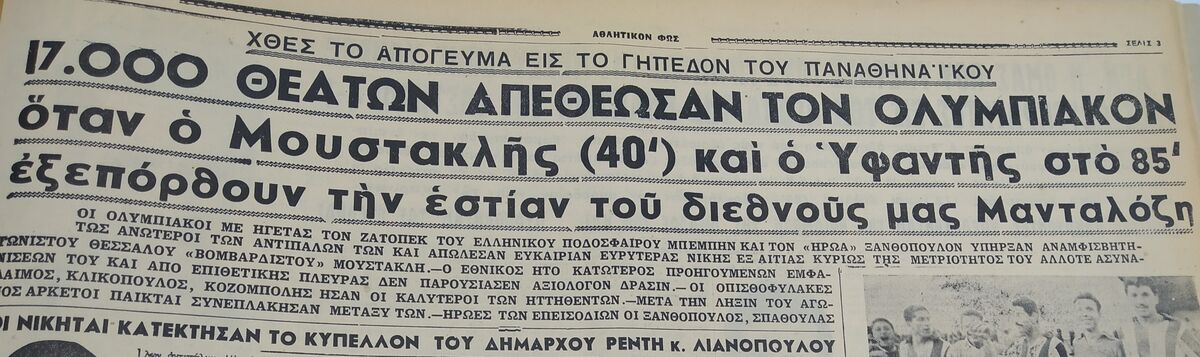 ΑΘΛΗΤΙΚΟΝ ΦΩΣ
ΣΕΛΙΣ 3
ΧΘΕΣ ΤΟ ΑΠΟΓΕΥΜΑ ΕΙΣ ΤΟ ΓΗΠΕΔΟΝ ΤΟΥ ΠΑΝΑΘΗΝΑΪΚΟΥ
17.000 ΘΕΑΤΩΝ ΑΠΕΘΕΩΣΑΝ ΤΟΝ ΟΛΥΜΠΙΑΚΟΝ
ὅταν ὁ Μουστακλῆς (40') καὶ ὁ Ὑφαντῆς στὸ 85'
ἐξεπόρθουν τὴν ἑστίαν τοῦ διεθνοῦς μας Μανταλόζη
ΟΙ ΟΛΥΜΠΙΑΚΟΙ ΜΕ ΗΓΕΤΑΣ ΤΟΝ ΖΑΤΟΠΕΚ ΤΟΥ ΕΛΛΗΝΙΚΟΥ ΠΟΔΟΣΦΑΙΡΟΥ ΜΠΕΜΠΗ ΚΑΙ ΤΟΝ «ΗΡΩΑ» ΞΑΝΘΟΠΟΥΛΟΝ ΥΠΗΡΞΑΝ ΑΝΑΜΦΙΣΒΗΤΗ-
ΤΩΣ ΑΝΩΤΕΡΟΙ ΤΩΝ ΑΝΤΙΠΑΛΩΝ ΤΩΝ ΚΑΙ ΑΠΩΛΕΣΑΝ ΕΥΚΑΙΡΙΑΝ ΕΥΡΥΤΕΡΑΣ ΝΙΚΗΣ ΕΞ ΑΙΤΙΑΣ ΚΥΡΙΩΣ ΤΗΣ ΜΕΤΡΙΟΤΗΤΟΣ ΤΟΥ ΑΛΛΟΤΕ ΑΣΥΝΑ-
ΓΩΝΙΣΤΟΥ ΘΕΣΣΑΛΟΥ «ΒΟΜΒΑΡΔΙΣΤΟΥ» ΜΟΥΣΤΑΚΛΗ.—Ο ΕΘΝΙΚΟΣ ΗΤΟ ΚΑΤΩΤΕΡΟΣ ΠΡΟΗΓΟΥΜΕΝΩΝ ΕΜΦΑ-
ΝΙΣΕΩΝ ΤΟΥ ΚΑΙ ΑΠΟ ΕΠΙΘΕΤΙΚΗΣ ΠΛΕΥΡΑΣ ΔΕΝ ΠΑΡΟΥΣΙΑΣΕΝ ΑΞΙΟΛΟΓΟΝ ΔΡΑΣΙΝ.—ΟΙ ΟΠΙΣΘΟΦΥΛΑΚΕΣ
ΛΑΙΜΟΣ, ΚΛΙΚΟΠΟΥΛΟΣ, ΚΟΖΟΜΠΟΛΗΣ ΗΣΑΝ ΟΙ ΚΑΛΥΤΕΡΟΙ ΤΩΝ ΗΤΤΗΘΕΝΤΩΝ.—ΜΕΤΑ ΤΗΝ ΛΗΞΙΝ ΤΟΥ ΑΓΩ-
ΝΟΣ ΑΡΚΕΤΟΙ ΠΑΙΚΤΑΙ ΣΥΝΕΠΛΑΚΗΣΑΝ ΜΕΤΑΞΥ ΤΩΝ.—ΗΡΩΕΣ ΤΩΝ ΕΠΕΙΣΟΔΙΩΝ ΟΙ ΞΑΝΘΟΠΟΥΛΟΣ, ΣΠΑΘΟΥΛΑΣ
ΟΙ ΝΙΚΗΤΑΙ ΚΑΤΕΚΤΗΣΑΝ ΤΟ ΚΥΠΕΛΛΟΝ ΤΟΥ ΔΗΜΑΡΧΟΥ ΡΕΝΤΗ κ. ΛΙΑΝΟΠΟΥΛΟΥ